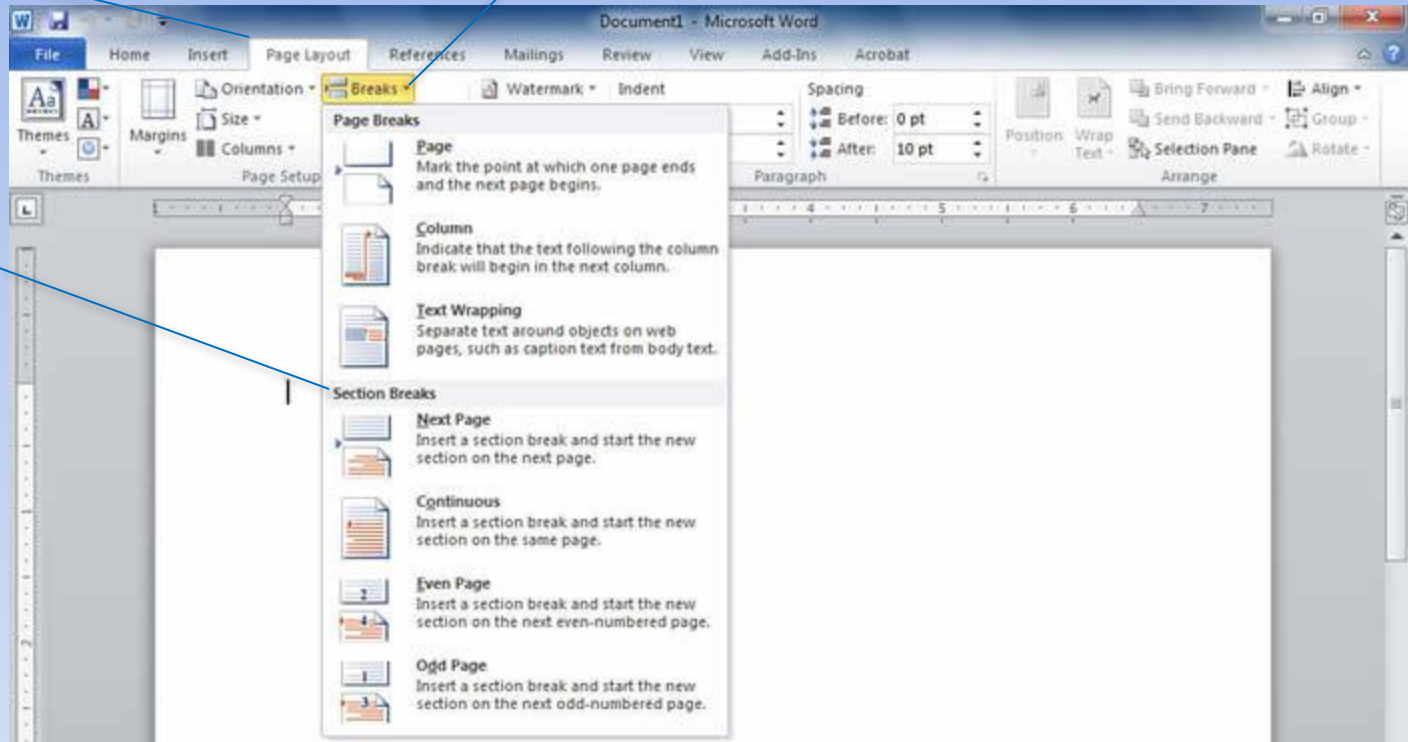 Document1 - Microsoft Word
File Home Insert Page Layout References Mailings Review View Add-Ins Acrobat
Orientation Breaks Watermark Indent Spacing Bring Forward Align
Size Before: 0 pt Send Backward Group
Themes Margins Columns After: 10 pt Position Wrap Text Selection Pane Rotate
Themes Page Setup Paragraph Arrange
4 5 6 7
Page Breaks
Page
Mark the point at which one page ends
and the next page begins.
Column
Indicate that the text following the column
break will begin in the next column.
Text Wrapping
Separate text around objects on web
pages, such as caption text from body text.
Section Breaks
Next Page
Insert a section break and start the new
section on the next page.
Continuous
Insert a section break and start the new
section on the same page.
Even Page
Insert a section break and start the new
section on the next even-numbered page.
Odd Page
Insert a section break and start the new
section on the next odd-numbered page.